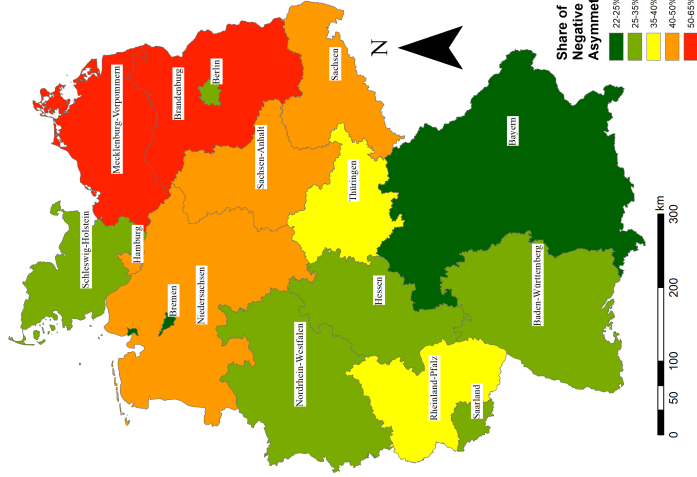 Schleswig-Holstein
Mecklenburg-Vorpommern
Hamburg
Bremen
Niedersachsen
Brandenburg
Berlin
Sachsen-Anhalt
Sachsen
Nordrhein-Westfalen
Hessen
Thüringen
Rheinland-Pfalz
Saarland
Baden-Württemberg
Bayern
N
Share of
Negative
Asymmet
22-25%
25-35%
35-40%
40-50%
50-65%
0 50 100 200 300
km